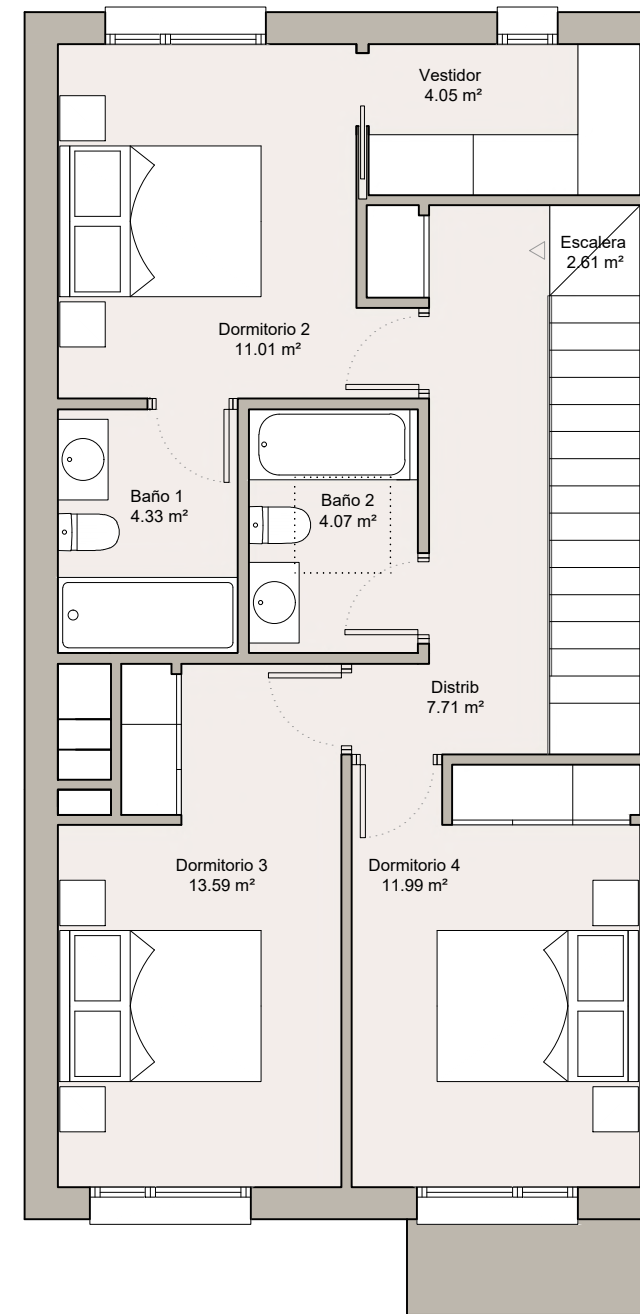 Vestidor
4.05 m²
Escalera
2.61 m²
Dormitorio 2
11.01 m²
Baño 1
4.33 m²
Baño 2
4.07 m²
Distrib
7.71 m²
Dormitorio 3
13.59 m²
Dormitorio 4
11.99 m²